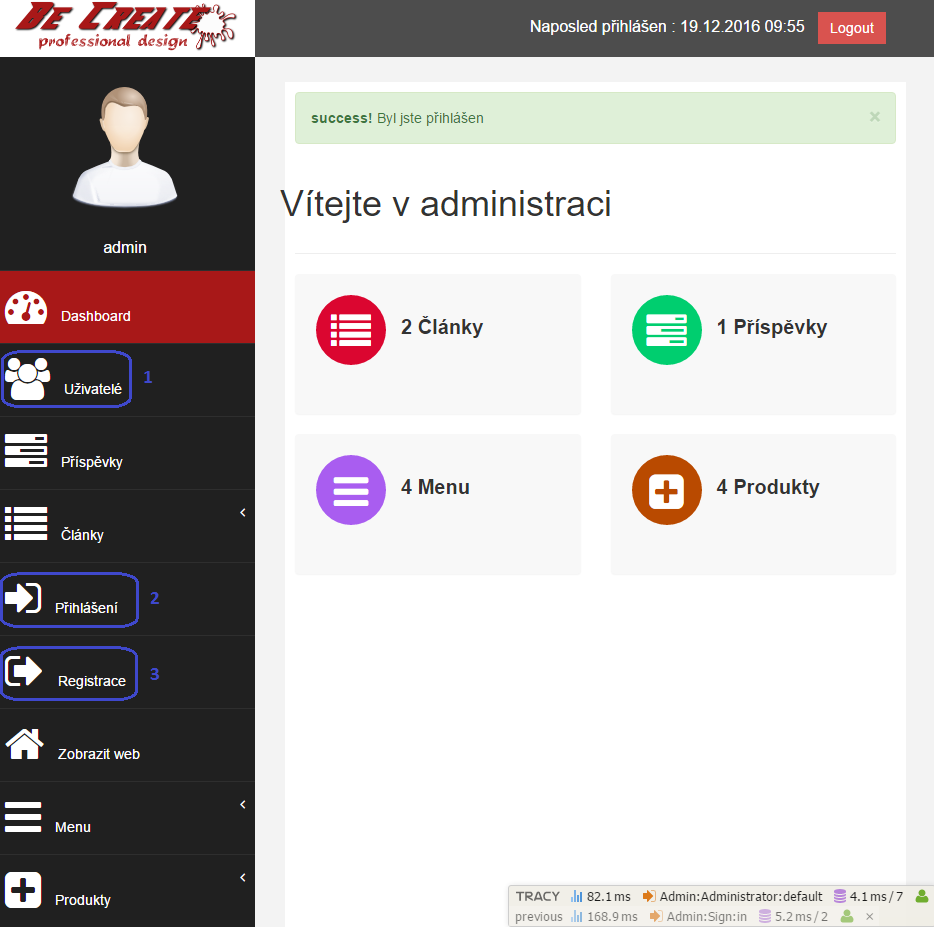 Be Create
professional design
Naposled přihlášen : 19.12.2016 09:55
Logout
success! Byl jste přihlášen
×
Vítejte v administraci
admin
Dashboard
Uživatelé
1
Příspěvky
Články
Přihlášení
2
Registrace
3
Zobrazit web
Menu
Produkty
2 Články
1 Příspěvky
4 Menu
4 Produkty
TRACY 82.1 ms Admin:Administrator:default 4.1 ms / 7
previous 168.9 ms Admin:Sign:in 5.2 ms / 2 ×